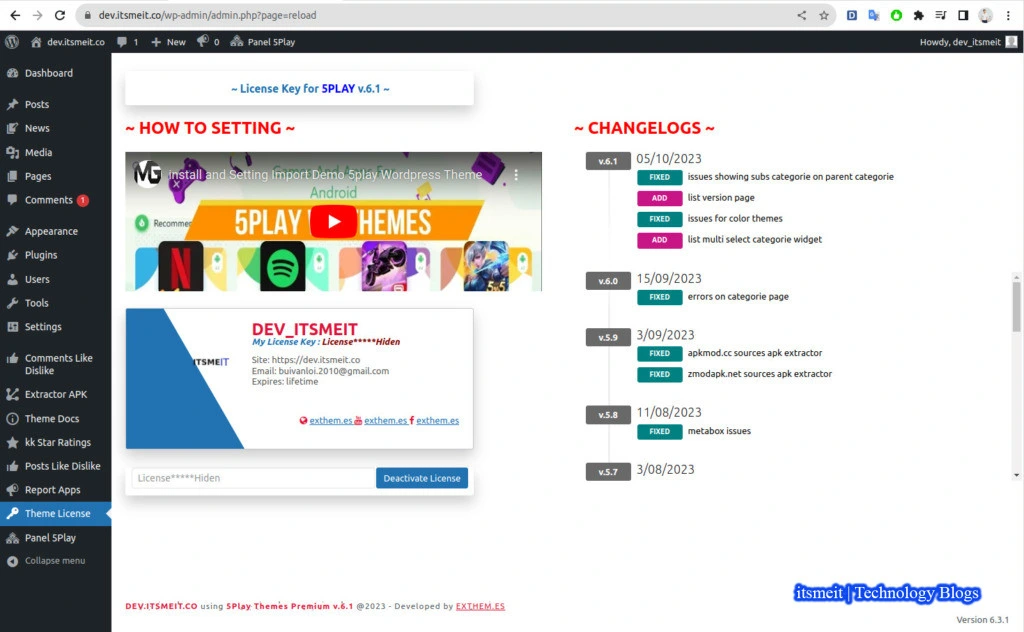 dev.itsmeit.co/wp-admin/admin.php?page=reload
dev.itsmeit.co 1 New 0 Panel 5Play Howdy, dev_itsmeit
Dashboard
Posts
News
Media
Pages
Comments 1
Appearance
Plugins
Users
Tools
Settings
Comments Like
Dislike
Extractor APK
Theme Docs
kk Star Ratings
Posts Like Dislike
Report Apps
Theme License
Panel 5Play
Collapse menu
~ License Key for 5PLAY v.6.1 ~
~ HOW TO SETTING ~
MG
Install and Setting Import Demo 5play Wordpress Theme
Android
Recommen
5PLAY
THEMES
N
5v5
ITSMEIT
DEV_ITSMEIT
My License Key : License*****Hiden
Site: https://dev.itsmeit.co
Email: buivanloi.2010@gmail.com
Expires: lifetime
exthem.es exthem.es exthem.es
License*****Hiden Deactivate License
~ CHANGELOGS ~
v.6.1 05/10/2023
FIXED issues showing subs categorie on parent categorie
ADD list version page
FIXED issues for color themes
ADD list multi select categorie widget
v.6.0 15/09/2023
FIXED errors on categorie page
v.5.9 3/09/2023
FIXED apkmod.cc sources apk extractor
FIXED zmodapk.net sources apk extractor
v.5.8 11/08/2023
FIXED metabox issues
v.5.7 3/08/2023
DEV.ITSMEIT.CO using 5Play Themes Premium v.6.1 @2023 - Developed by EXTHEM.ES
itsmeit | Technology Blogs
Version 6.3.1